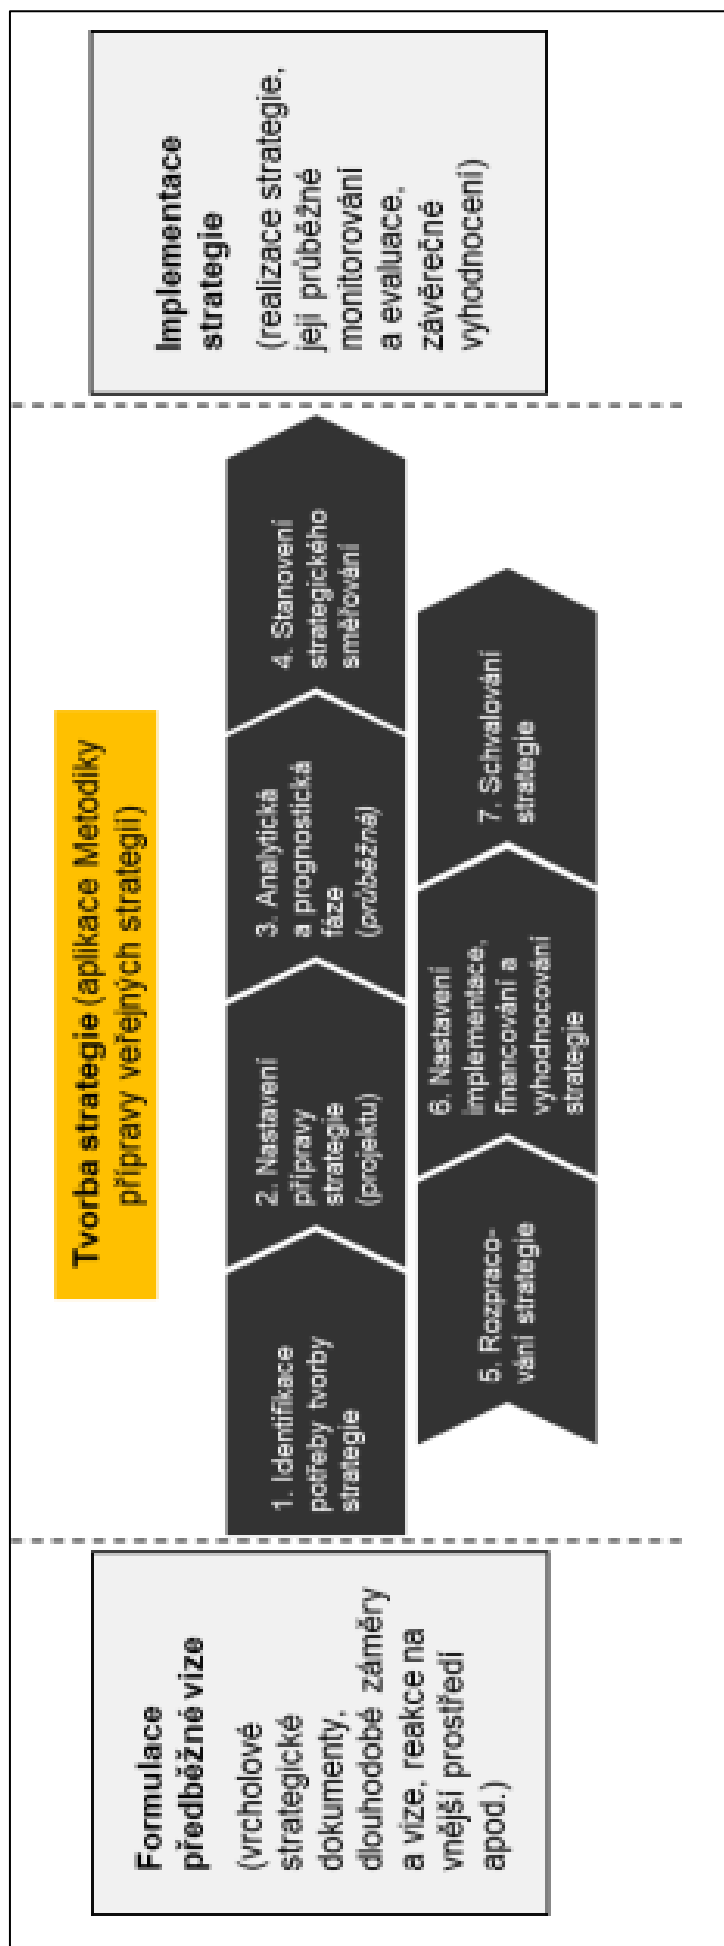 Formulace
předběžné vize
(vrcholové
strategické
dokumenty,
dlouhodobé záměry
a vize, reakce na
vnější prostředí
apod.)
Tvorba strategie (aplikace Metodiky
přípravy veřejných strategií)
1. Identifikace
potřeby tvorby
strategie
2. Nastavení
přípravy
strategie
(projektu)
3. Analytická
a prognostická
fáze
(průběžná)
4. Stanovení
strategického
směřování
5. Rozpraco-
vání strategie
6. Nastavení
implementace,
financování a
vyhodnocování
strategie
7. Schvalování
strategie
Implementace
strategie
(realizace strategie,
její průběžné
monitorování
a evaluace,
závěrečné
vyhodnocení)